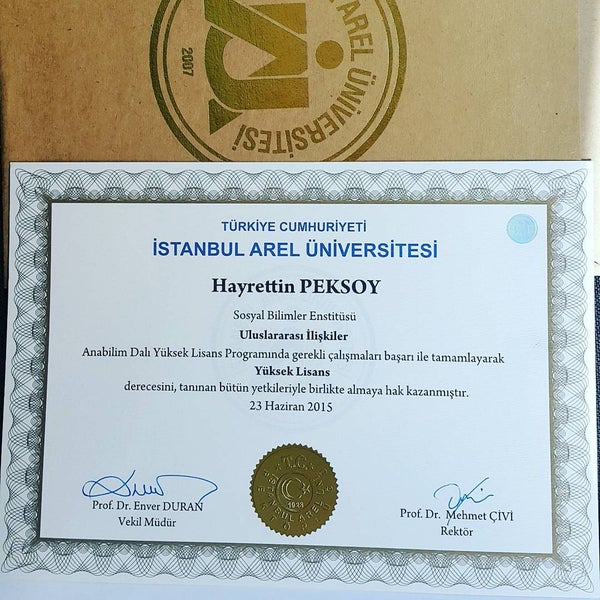 AREL ÜNİVERSİTESİ
2007
TÜRKİYE CUMHURİYETİ
İSTANBUL AREL ÜNİVERSİTESİ
Hayrettin PEKSOY
Sosyal Bilimler Enstitüsü
Uluslararası İlişkiler
Anabilim Dalı Yüksek Lisans Programında gerekli çalışmaları başarı ile tamamlayarak
Yüksek Lisans
derecesini, tanınan bütün yetkileriyle birlikte almaya hak kazanmıştır.
23 Haziran 2015
Prof. Dr. Enver DURAN
Vekil Müdür
T.C.
Prof. Dr. Mehmet ÇİVİ
Rektör